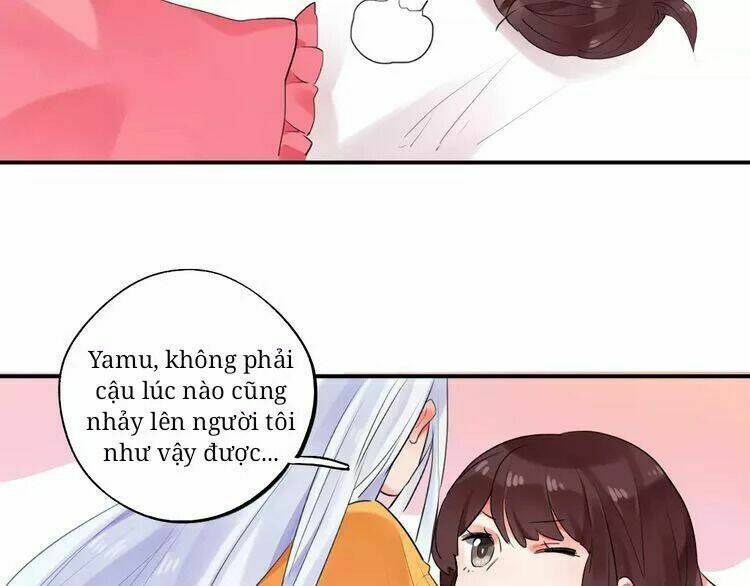 Yamu, không phải
cậu lúc nào cũng
nhảy lên người tôi
như vậy được...